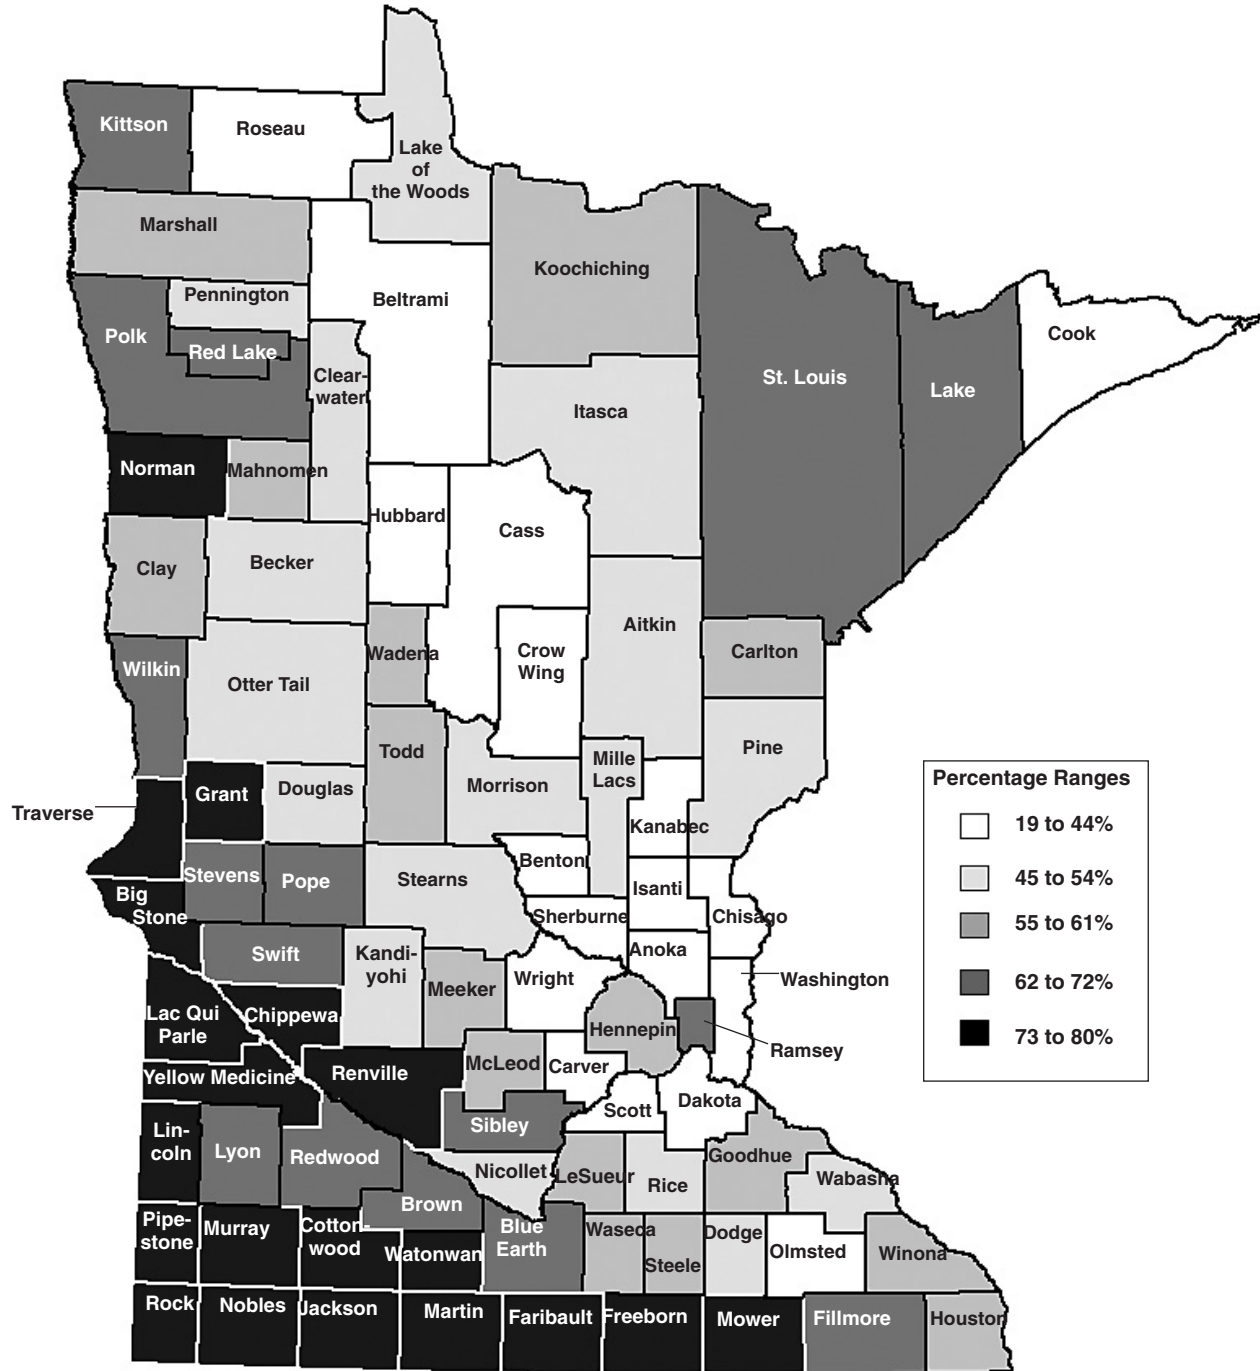 Kittson
Roseau
Lake
of
the Woods
Marshall
Koochiching
Pennington
Beltrami
Polk
Red Lake
Cook
Clear-
water
St. Louis
Lake
Itasca
Norman
Mahnomen
Hubbard
Cass
Clay
Becker
Aitkin
Wadena
Crow
Wing
Carlton
Wilkin
Otter Tail
Todd
Pine
Mille
Lacs
Percentage Ranges
Grant
Douglas
Morrison
Traverse
Kanabec
19 to 44%
Benton
Stevens
Pope
Stearns
Isanti
45 to 54%
Big
Stone
Sherburne
Chisago
55 to 61%
Swift
Kandi-
yohi
Anoka
Meeker
Wright
Washington
62 to 72%
Lac Qui
Parle
Chippewa
Hennepin
73 to 80%
Ramsey
Yellow Medicine
Renville
McLeod
Carver
Lin-
coln
Lyon
Redwood
Sibley
Scott
Dakota
Nicollet
LeSueur
Rice
Goodhue
Wabasha
Brown
Pipe-
stone
Murray
Cotton-
wood
Watonwan
Blue
Earth
Waseca
Steele
Dodge
Olmsted
Winona
Rock
Nobles
Jackson
Martin
Faribault
Freeborn
Mower
Fillmore
Houston